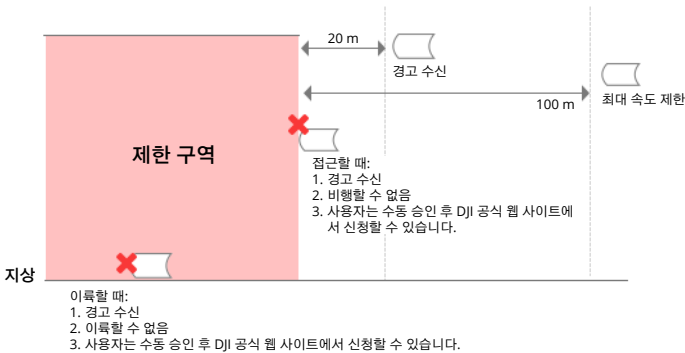 20 m
경고 수신
최대 속도 제한
100 m
제한 구역
접근할 때:
1. 경고 수신
2. 비행할 수 없음
3. 사용자는 수동 승인 후 DJI 공식 웹 사이트에
서 신청할 수 있습니다.
지상
이륙할 때:
1. 경고 수신
2. 이륙할 수 없음
3. 사용자는 수동 승인 후 DJI 공식 웹 사이트에서 신청할 수 있습니다.